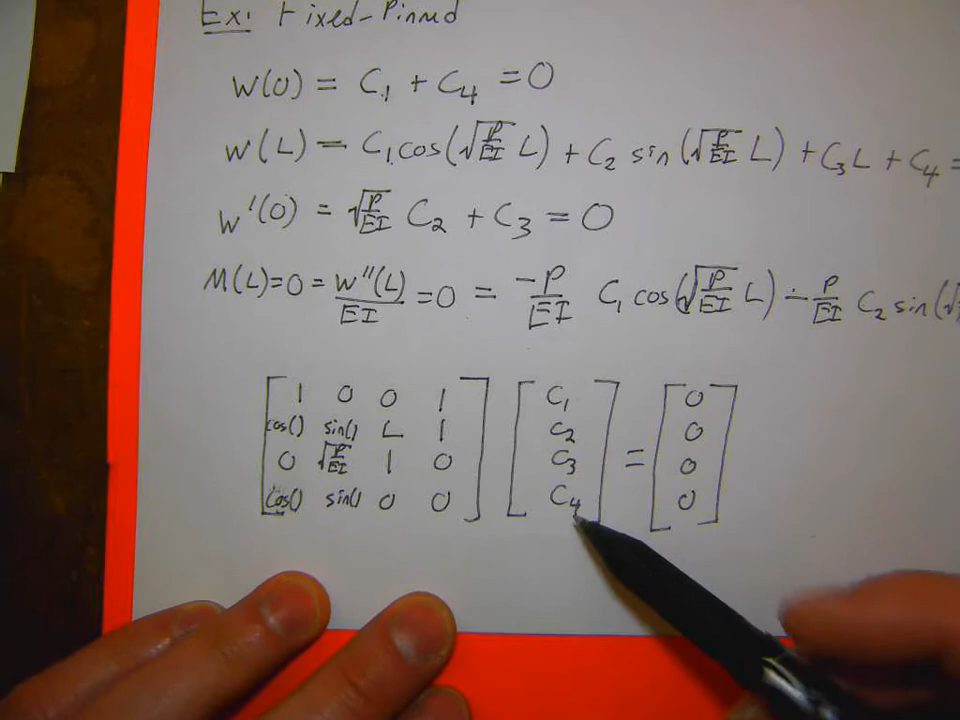 Ex: Fixed-Pinned
W(0) = C1 + C4 = 0
W(L) = C1 cos(√(P/EI) L) + C2 sin(√(P/EI) L) + C3 L + C4 =
W'(0) = √(P/EI) C2 + C3 = 0
M(L)=0 = W''(L)/EI = 0 = -P/EI C1 cos(√(P/EI) L) - P/EI C2 sin(√
[1 0 0 1] [C1] = [0]
[cos() sin() L 1] [C2] [0]
[0 √(P/EI) 1 0] [C3] [0]
[cos() sin() 0 0] [C4] [0]